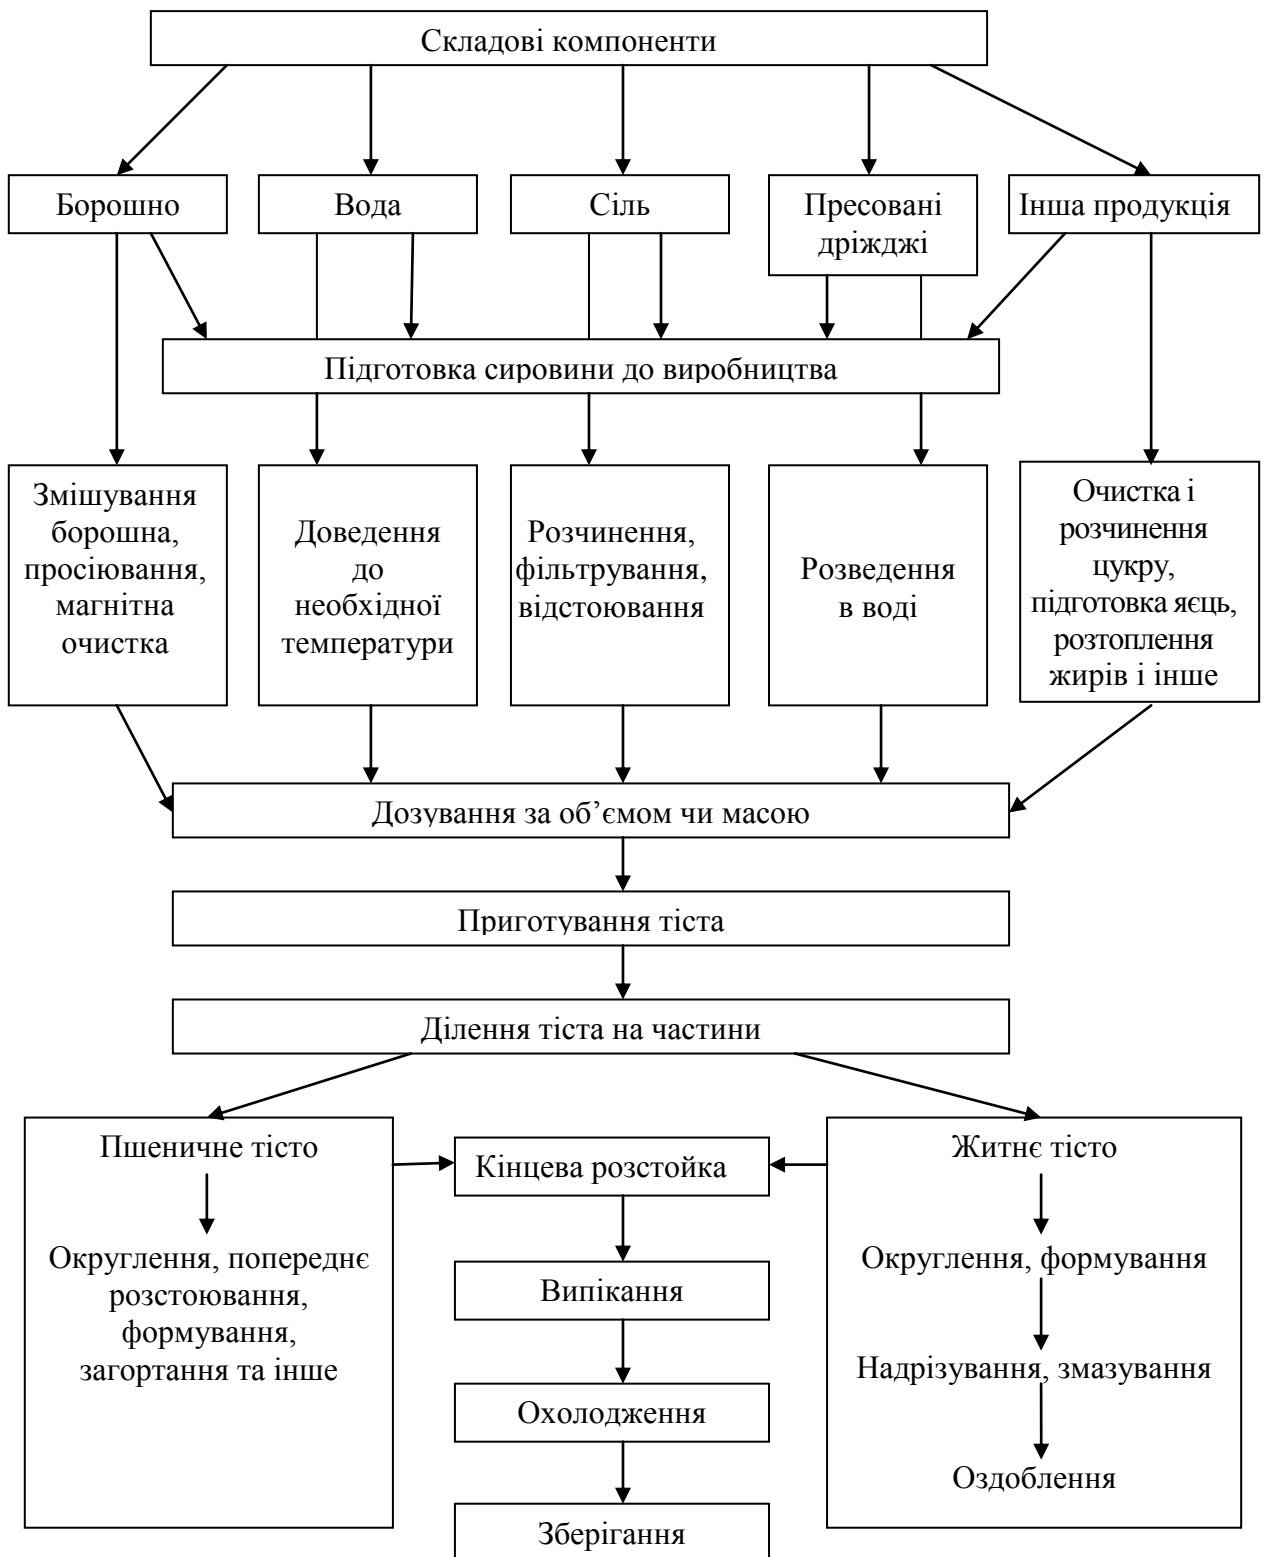 Складові компоненти
Борошно
Вода
Сіль
Пресовані
дріжджі
Інша продукція
Підготовка сировини до виробництва
Змішування
борошна,
просіювання,
магнітна
очистка
Доведення
до
необхідної
температури
Розчинення,
фільтрування,
відстоювання
Розведення
в воді
Очистка і
розчинення
цукру,
підготовка яєць,
розтоплення
жирів і інше
Дозування за об’ємом чи масою
Приготування тіста
Ділення тіста на частини
Пшеничне тісто
Округлення, попереднє
розстоювання,
формування,
загортання та інше
Кінцева розстойка
Випікання
Охолодження
Зберігання
Житнє тісто
Округлення, формування
Надрізування, змазування
Оздоблення